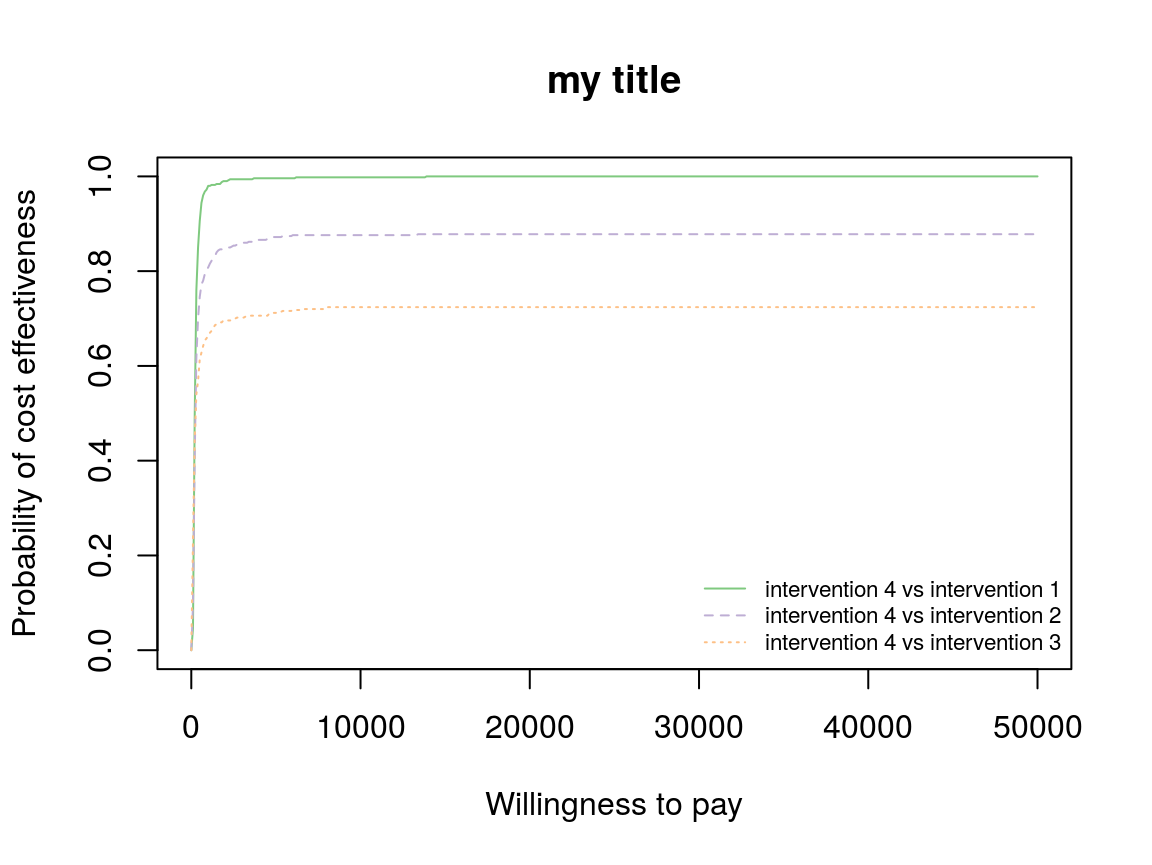 my title
Probability of cost effectiveness
1.0
0.8
0.6
0.4
0.2
0.0
intervention 4 vs intervention 1
intervention 4 vs intervention 2
intervention 4 vs intervention 3
0 10000 20000 30000 40000 50000
Willingness to pay